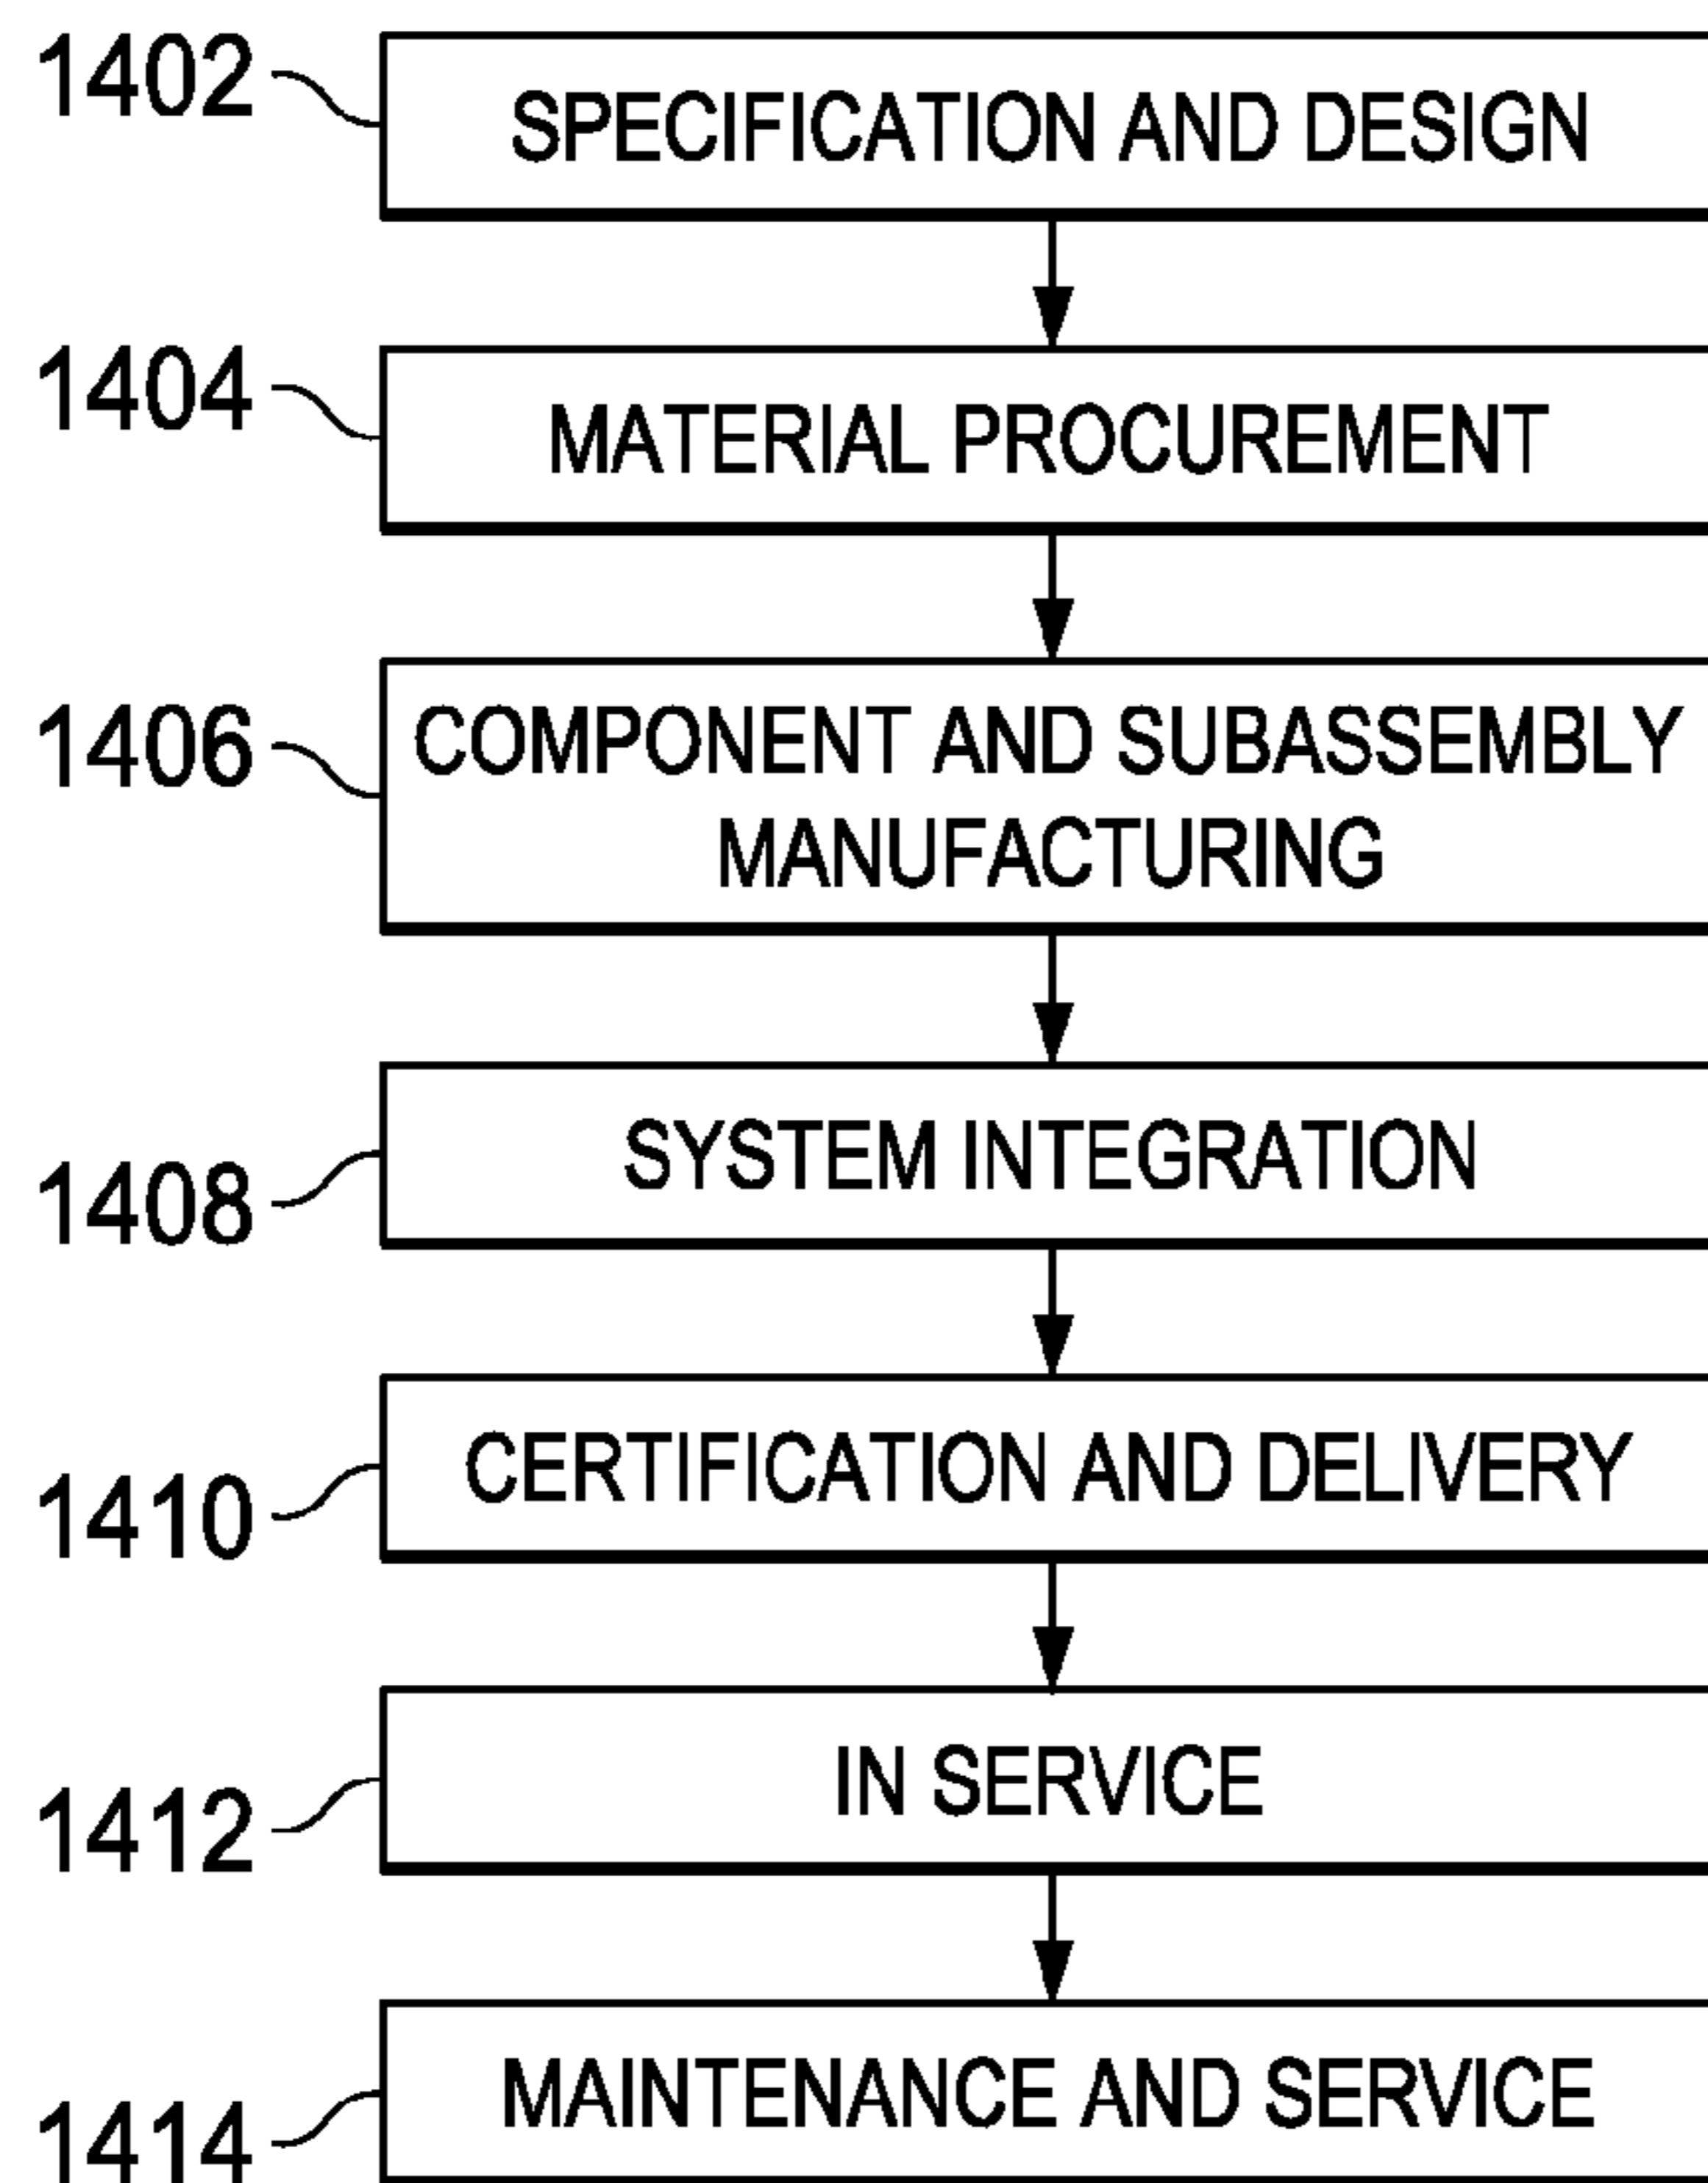 1402
SPECIFICATION AND DESIGN
1404
MATERIAL PROCUREMENT
1406
COMPONENT AND SUBASSEMBLY
MANUFACTURING
1408
SYSTEM INTEGRATION
1410
CERTIFICATION AND DELIVERY
1412
IN SERVICE
1414
MAINTENANCE AND SERVICE